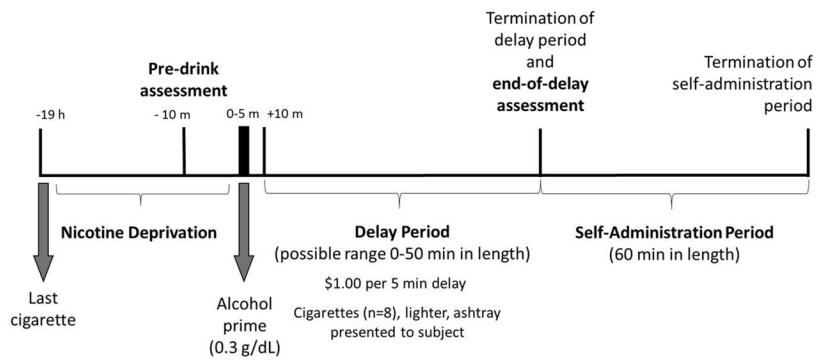 Termination of
delay period
and
end-of-delay
assessment
Termination of
self-administration
period
Pre-drink
assessment
-19 h
- 10 m
0-5 m
+10 m
Nicotine Deprivation
Delay Period
(possible range 0-50 min in length)
$1.00 per 5 min delay
Cigarettes (n=8), lighter, ashtray
presented to subject
Self-Administration Period
(60 min in length)
Last
cigarette
Alcohol
prime
(0.3 g/dL)